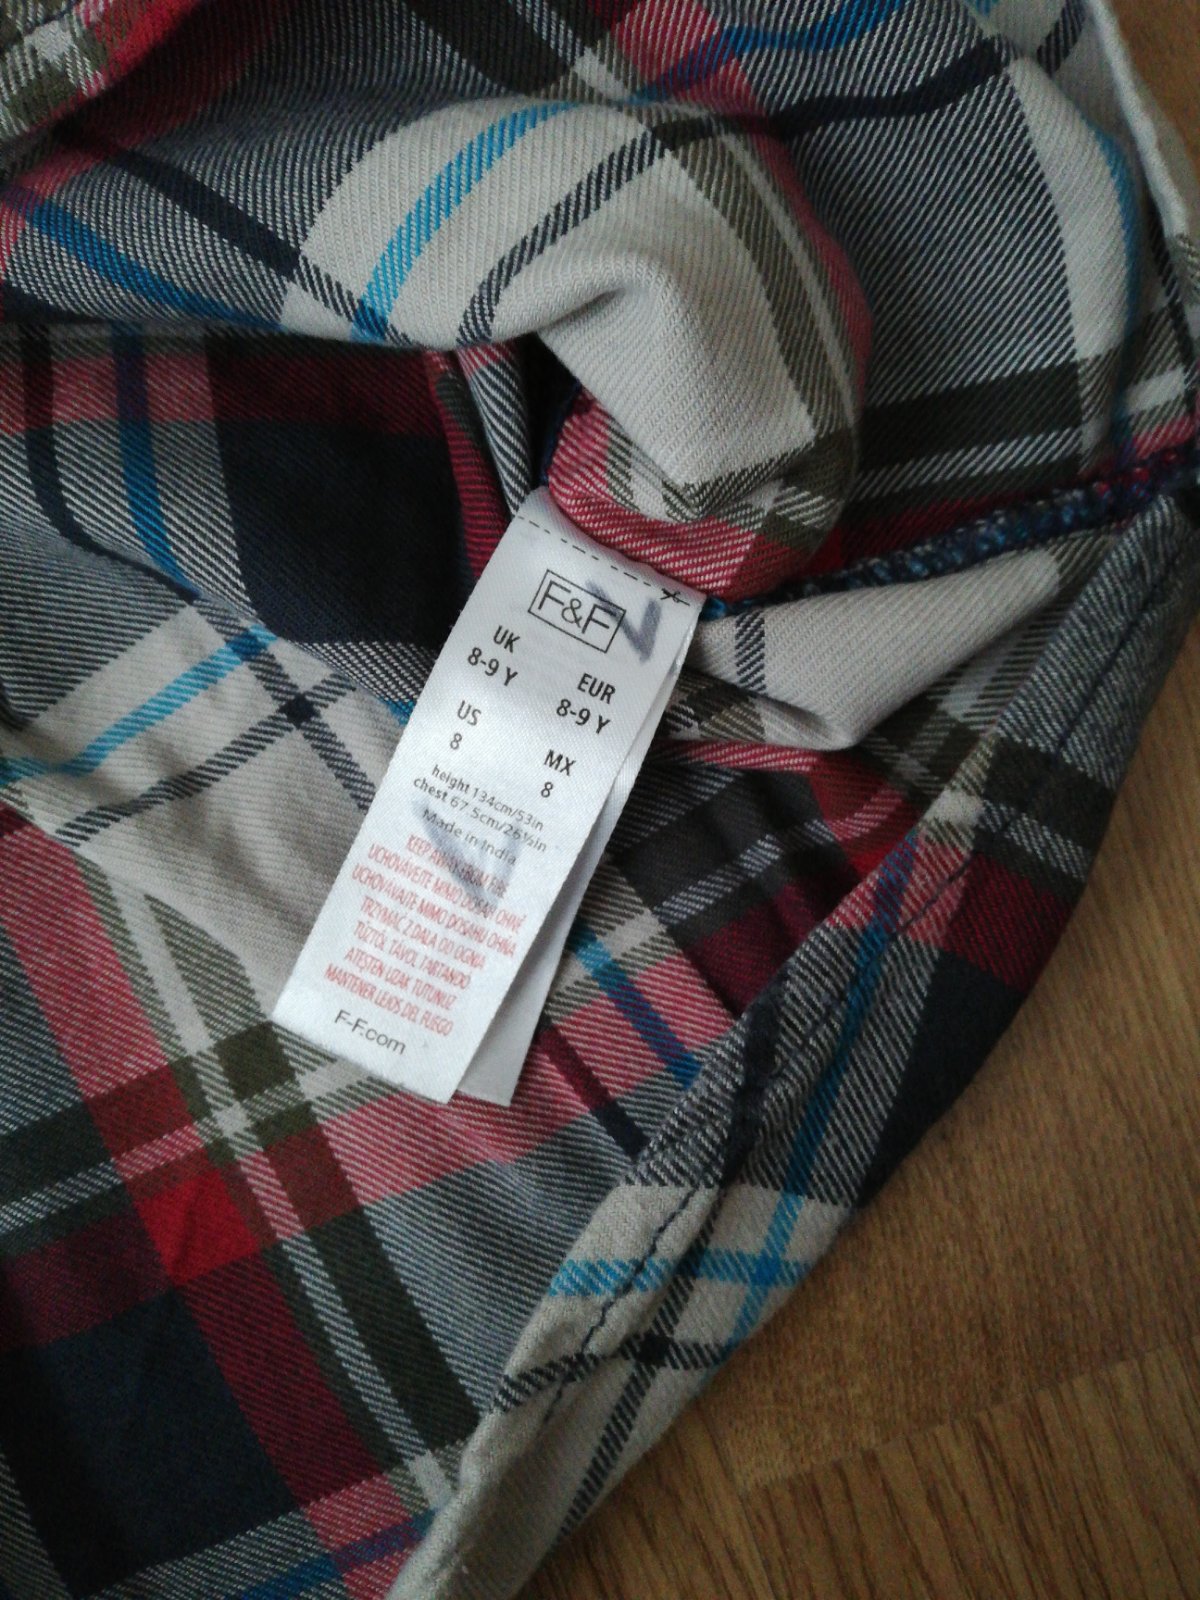 F&F
UK
8-9 Y
EUR
8-9 Y
US
8
MX
8
height 134cm/53in
chest 67.5cm/26½in
Made in India
KEEP AWAY FROM FIRE
UCHOVÁVEJTE MIMO DOSAH OHNĚ
UCHOVÁVAJTE MIMO DOSAHU OHŇA
TRZYMAĆ Z DALA OD OGNIA
TŰZTŐL TÁVOL TARTANDÓ
ATEŞTEN UZAK TUTUNUZ
MANTENER LEJOS DEL FUEGO
F-F.com